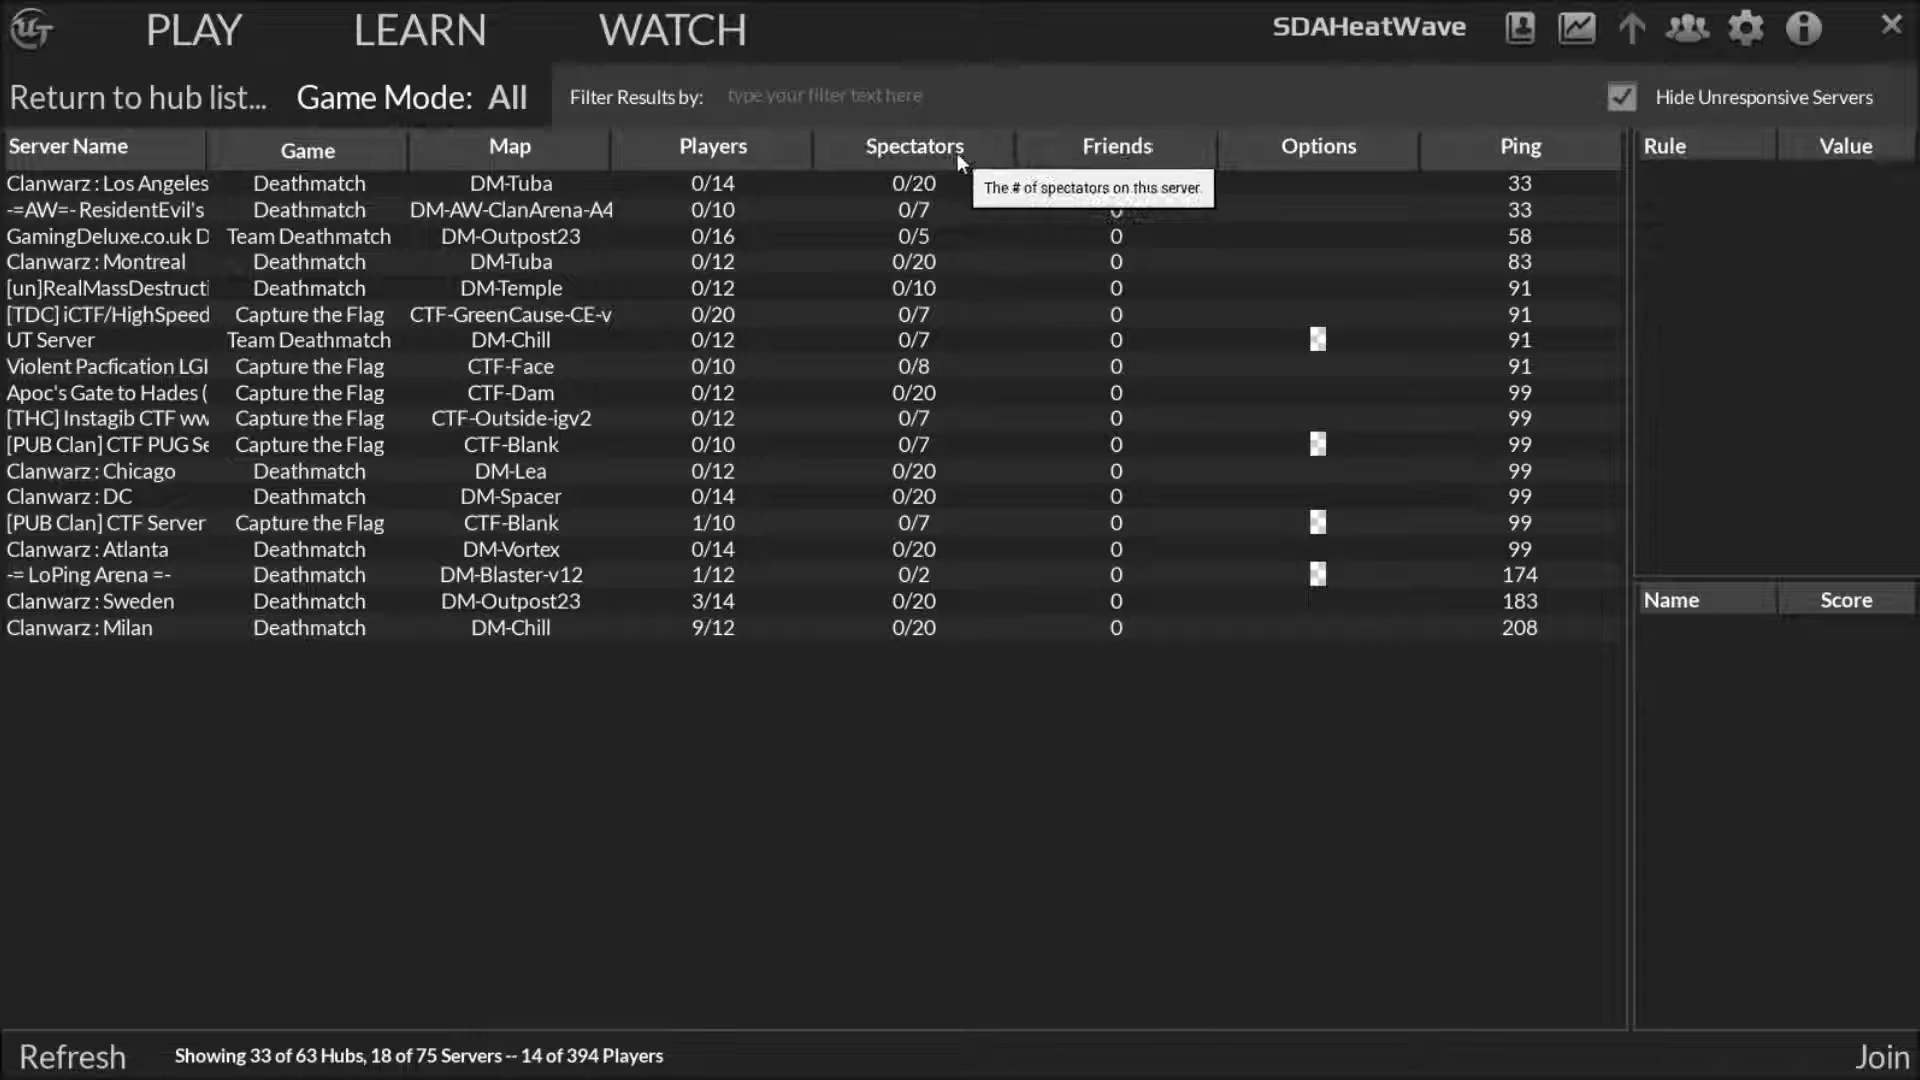 PLAY LEARN WATCH SDAHeatWave
Return to hub list... Game Mode: All Filter Results by: type your filter text here Hide Unresponsive Servers
Server Name Game Map Players Spectators Friends Options Ping Rule Value
The # of spectators on this server.
Clanwarz : Los Angeles Deathmatch DM-Tuba 0/14 0/20 33
-=AW=- ResidentEvil's Deathmatch DM-AW-ClanArena-A4 0/10 0/7 0 33
GamingDeluxe.co.uk D Team Deathmatch DM-Outpost23 0/16 0/5 0 58
Clanwarz : Montreal Deathmatch DM-Tuba 0/12 0/20 0 83
[un]RealMassDestructi Deathmatch DM-Temple 0/12 0/10 0 91
[TDC] iCTF/HighSpeed Capture the Flag CTF-GreenCause-CE-v 0/20 0/7 0 91
UT Server Team Deathmatch DM-Chill 0/12 0/7 0 91
Violent Pacfication LGI Capture the Flag CTF-Face 0/10 0/8 0 91
Apoc's Gate to Hades ( Capture the Flag CTF-Dam 0/12 0/20 0 99
[THC] Instagib CTF ww Capture the Flag CTF-Outside-igv2 0/12 0/7 0 99
[PUB Clan] CTF PUG Se Capture the Flag CTF-Blank 0/10 0/7 0 99
Clanwarz : Chicago Deathmatch DM-Lea 0/12 0/20 0 99
Clanwarz : DC Deathmatch DM-Spacer 0/14 0/20 0 99
[PUB Clan] CTF Server Capture the Flag CTF-Blank 1/10 0/7 0 99
Clanwarz : Atlanta Deathmatch DM-Vortex 0/14 0/20 0 99
-= LoPing Arena =- Deathmatch DM-Blaster-v12 1/12 0/2 0 174
Clanwarz : Sweden Deathmatch DM-Outpost23 3/14 0/20 0 183
Name Score
Clanwarz : Milan Deathmatch DM-Chill 9/12 0/20 0 208
Refresh Showing 33 of 63 Hubs, 18 of 75 Servers -- 14 of 394 Players Join